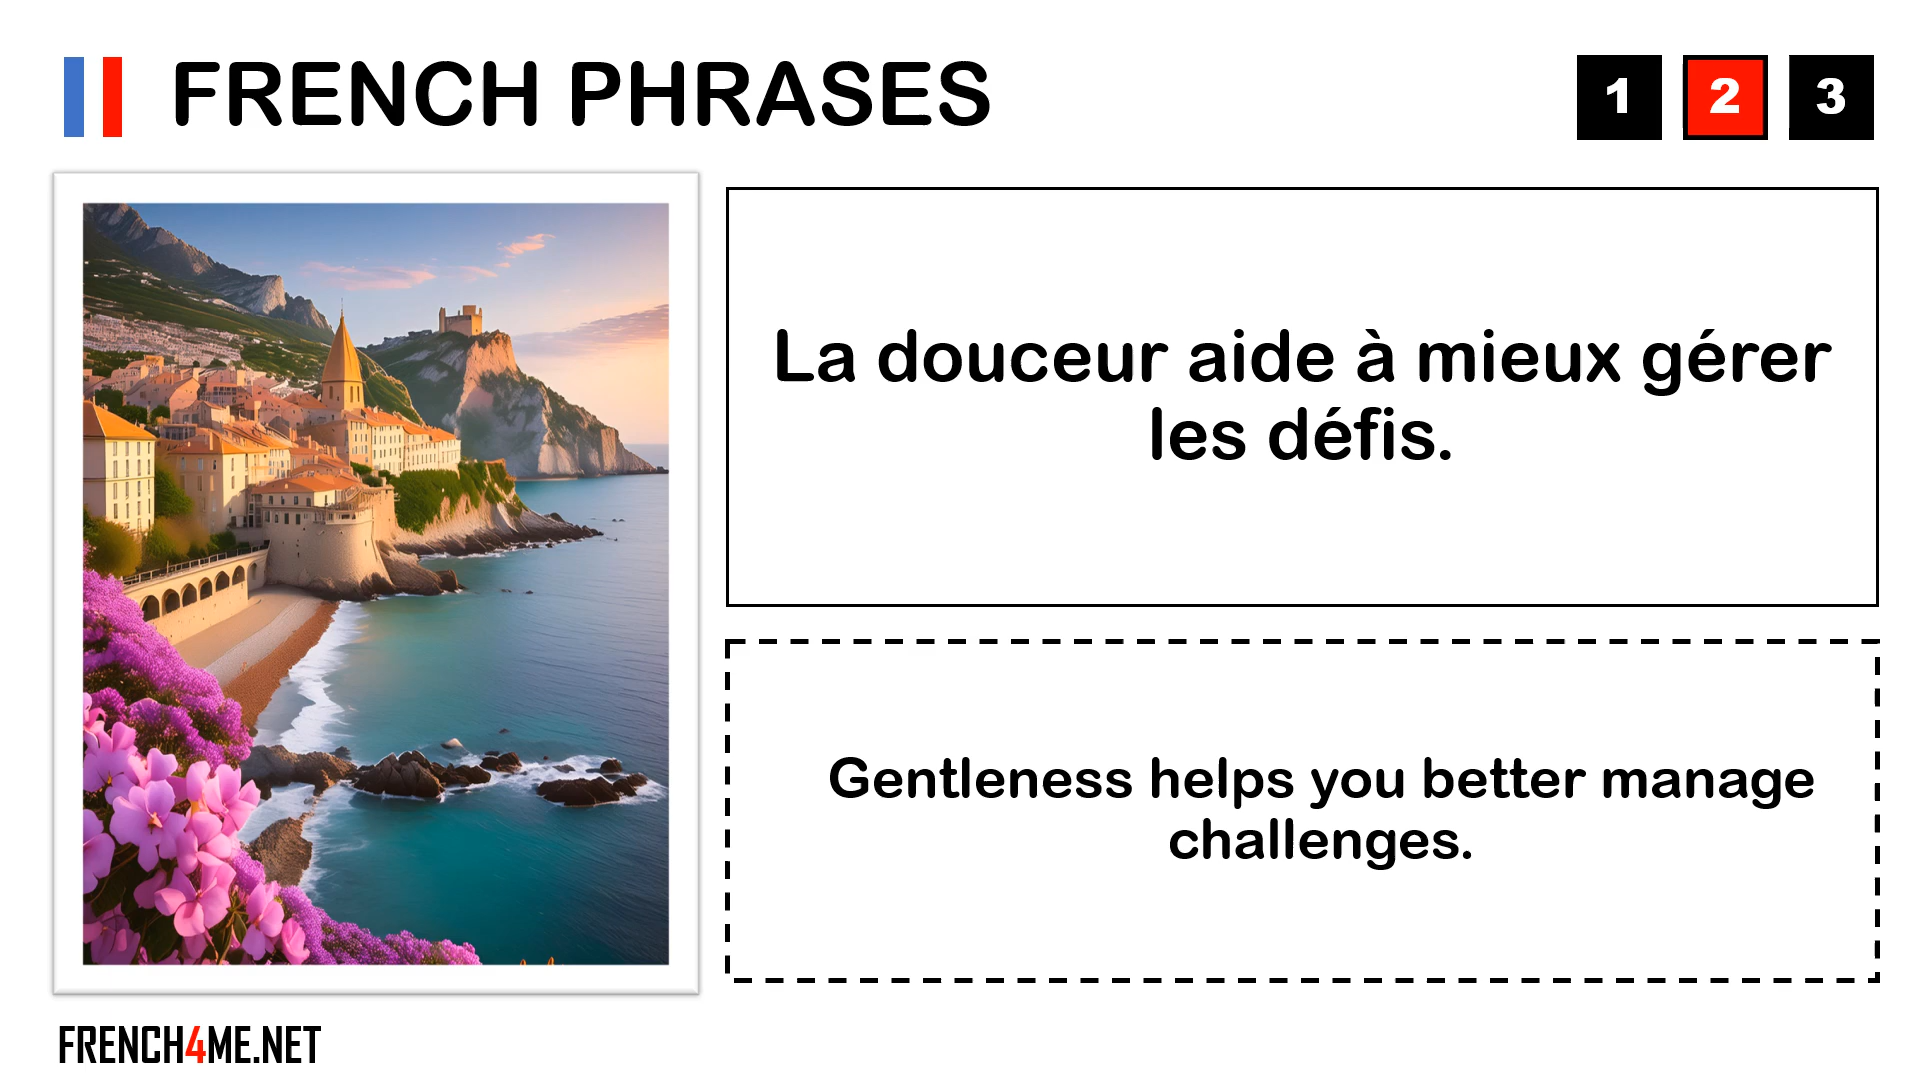 FRENCH PHRASES
1 2 3
La douceur aide à mieux gérer
les défis.
Gentleness helps you better manage
challenges.
FRENCH4ME.NET